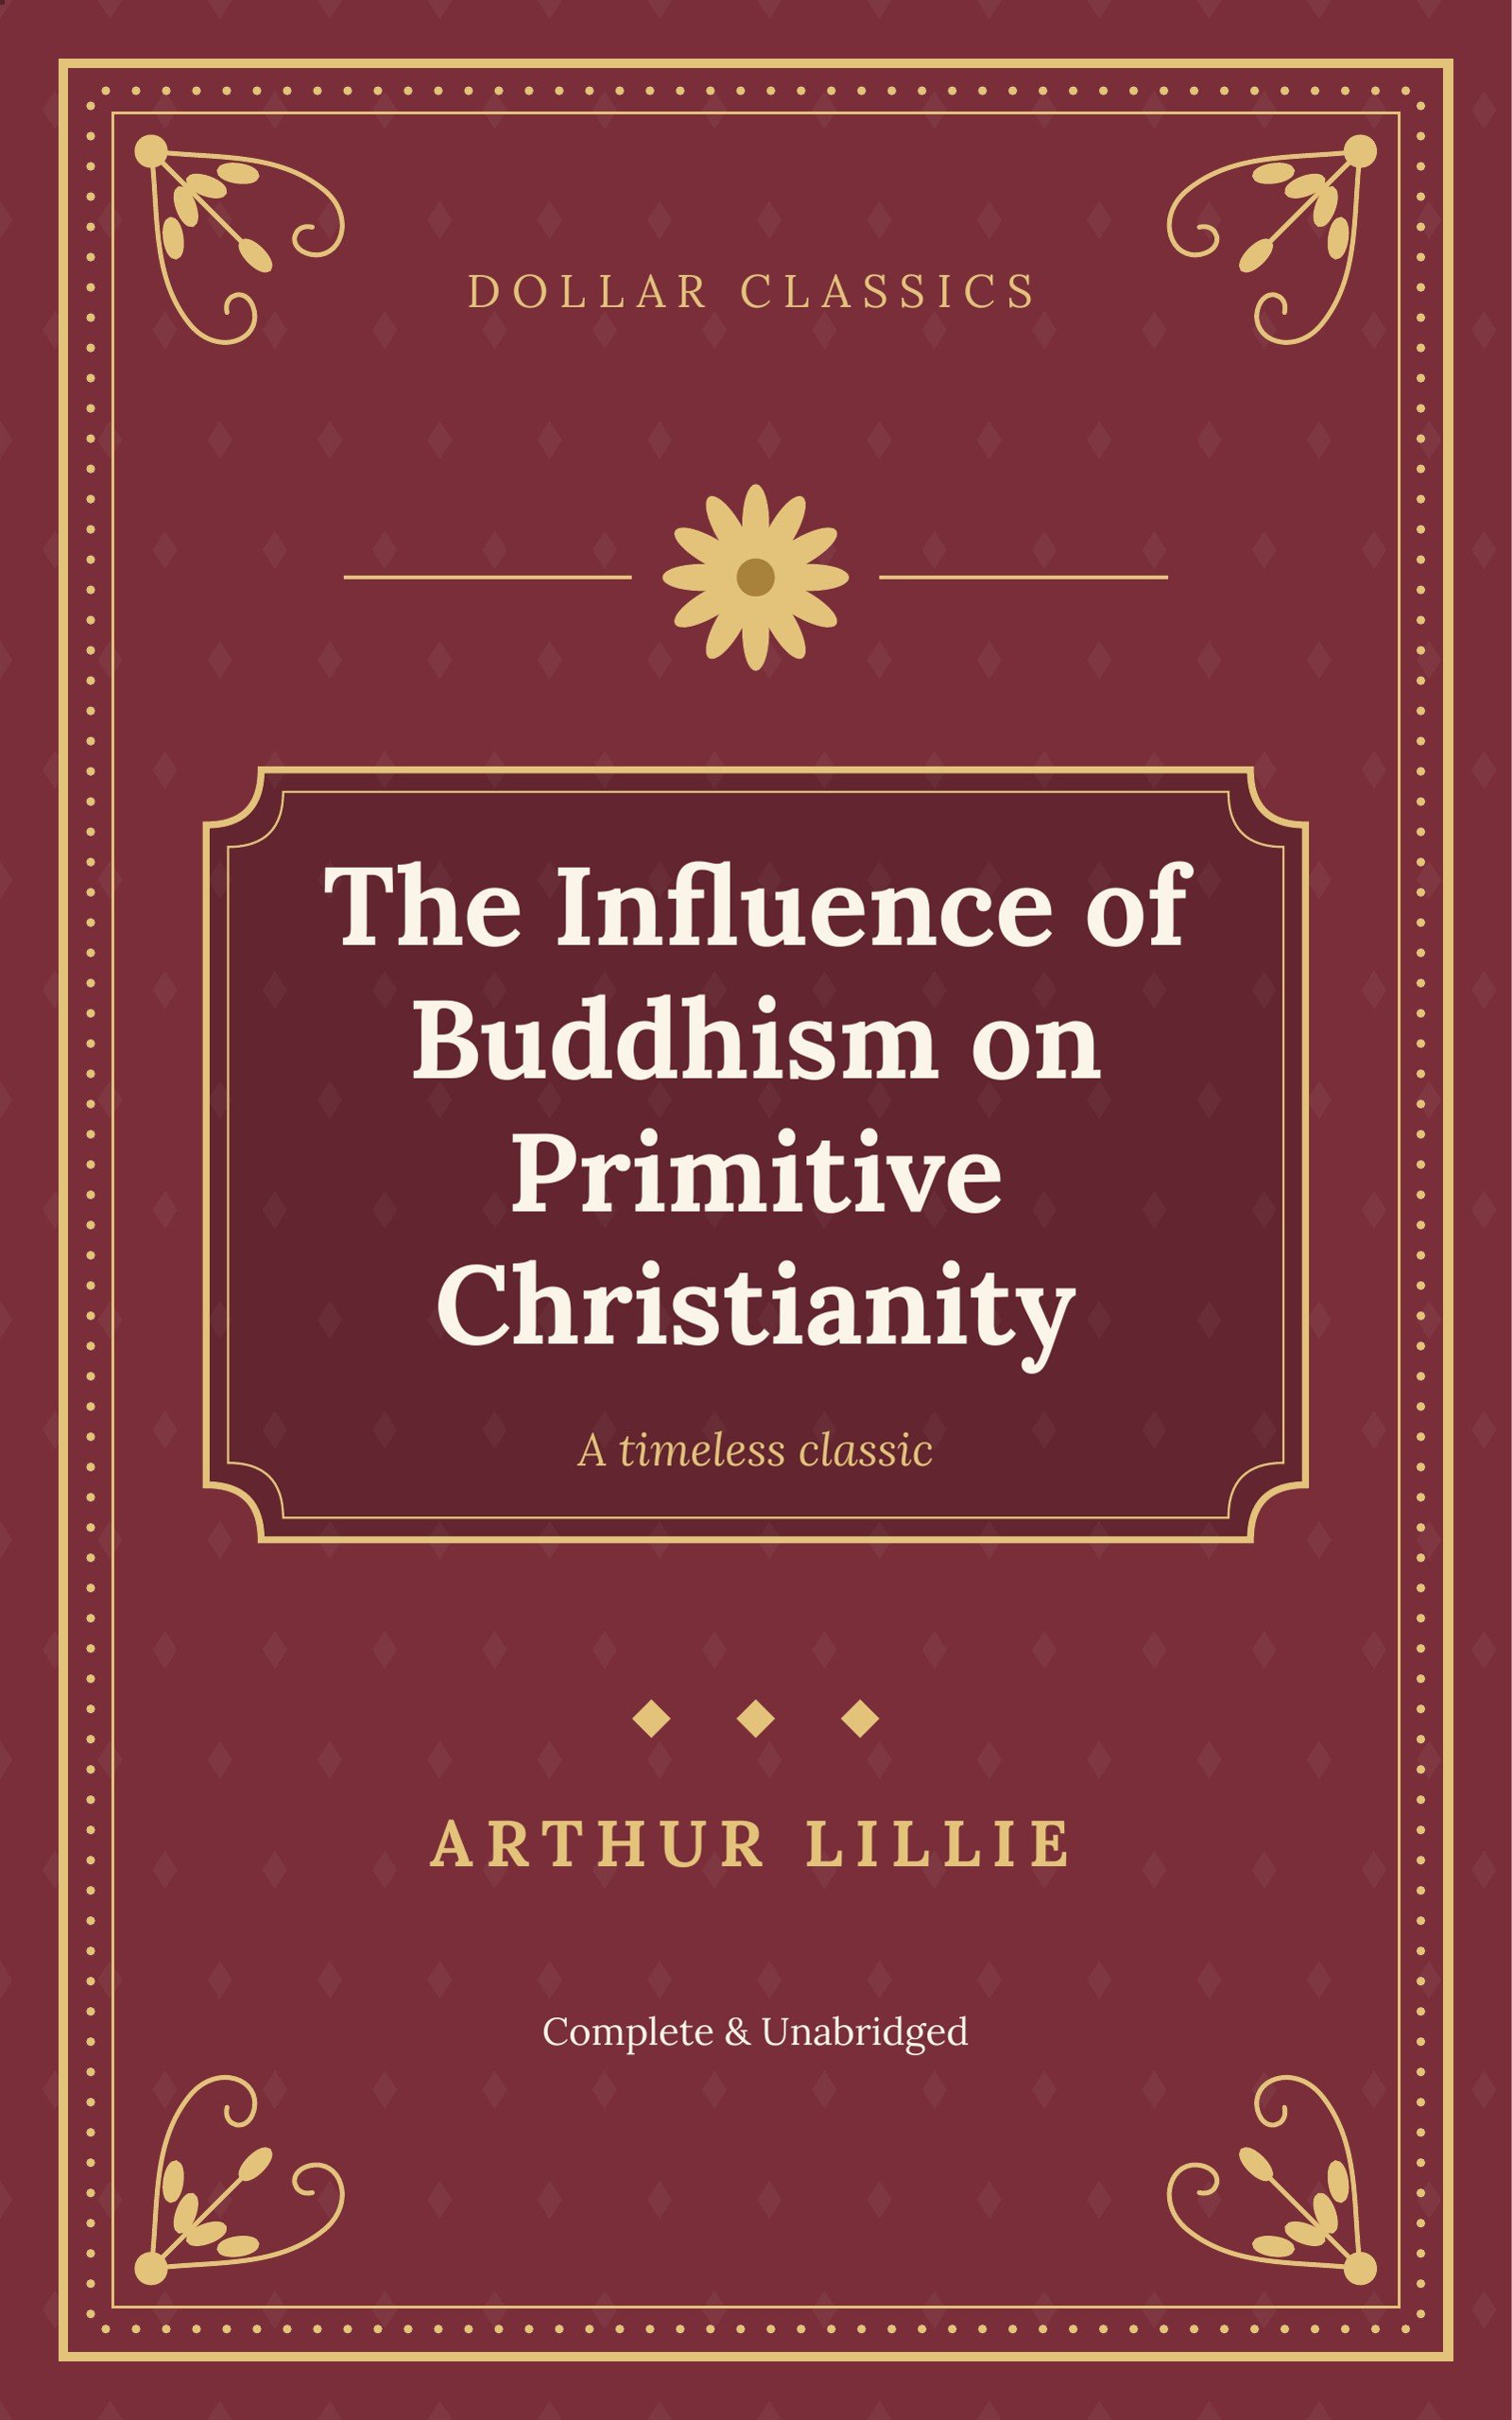 DOLLAR CLASSICS
The Influence of
Buddhism on
Primitive
Christianity
A timeless classic
ARTHUR LILLIE
Complete & Unabridged